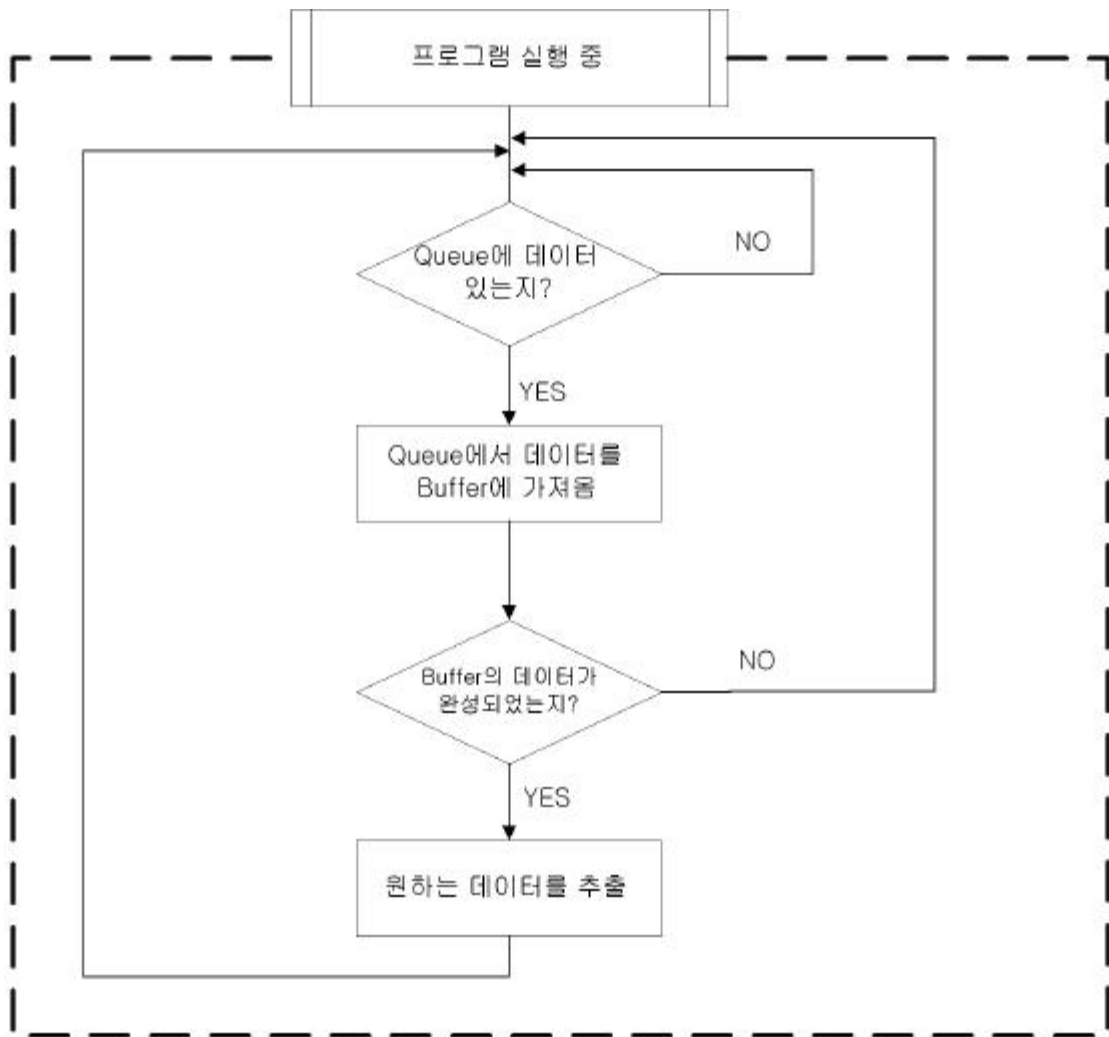 프로그램 실행 중
Queue에 데이터
있는지?
NO
YES
Queue에서 데이터를
Buffer에 가져옴
Buffer의 데이터가
완성되었는지?
NO
YES
원하는 데이터를 추출